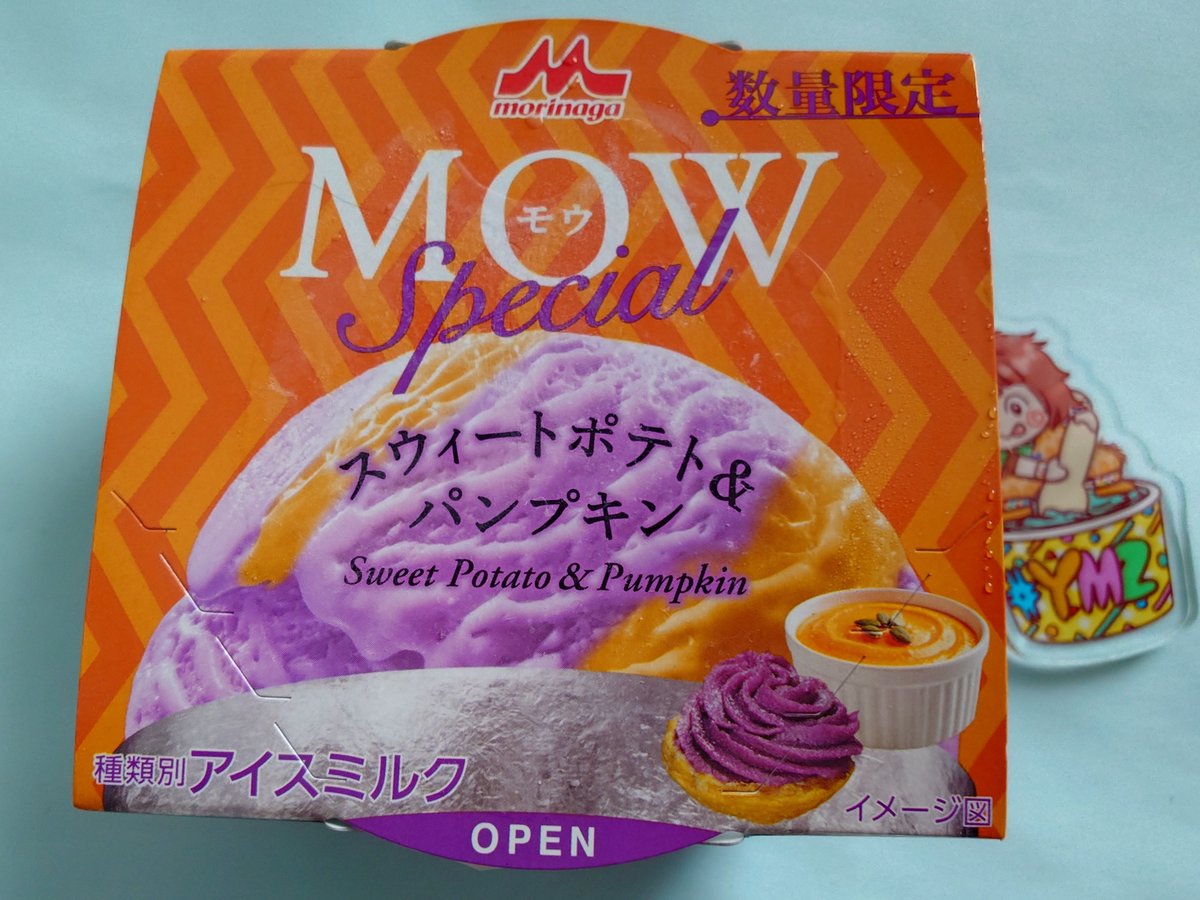 morinaga
数量限定
MOW
モウ
Special
スウィートポテト&
パンプキン
Sweet Potato & Pumpkin
種類別アイスミルク
イメージ図
OPEN
YMZ